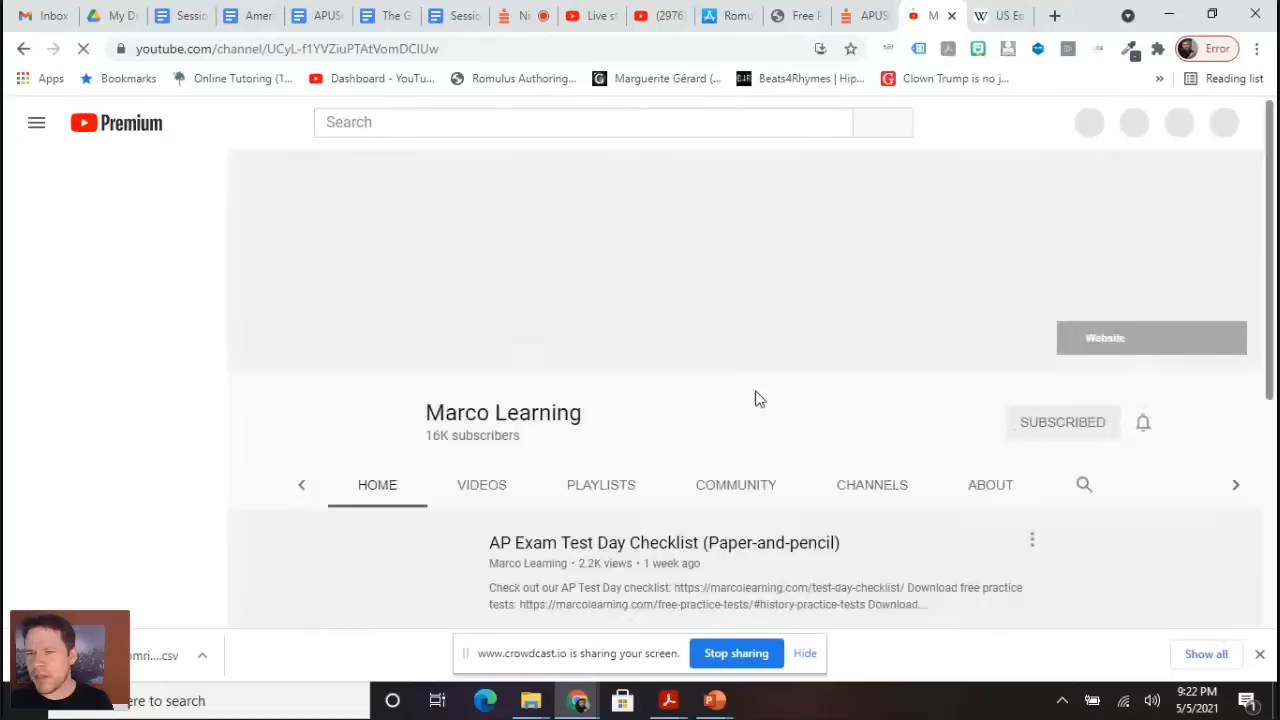 Inbox
My D
Sessio
Amer
APUS
The G
Sessio
Ni
Live st
(2976
Romu
Free P
APUS
M
US Eo
youtube.com/channel/UCyL-f1YVZiuPTAtVomDCIUw
Error
Apps
Bookmarks
Online Tutoring (1...
Dashboard - YouTu...
Romulus Authoring...
Marguerite Gérard (...
Beats4Rhymes | Hip...
Clown Trump is no j...
»
Reading list
Premium
Search
Website
Marco Learning
16K subscribers
SUBSCRIBED
HOME
VIDEOS
PLAYLISTS
COMMUNITY
CHANNELS
ABOUT
AP Exam Test Day Checklist (Paper-and-pencil)
Marco Learning • 2.2K views • 1 week ago
Check out our AP Test Day checklist: https://marcolearning.com/test-day-checklist/ Download free practice
tests: https://marcolearning.com/free-practice-tests/#history-practice-tests Download...
omri....csv
www.crowdcast.io is sharing your screen.
Stop sharing
Hide
Show all
ere to search
9:22 PM
5/5/2021
1